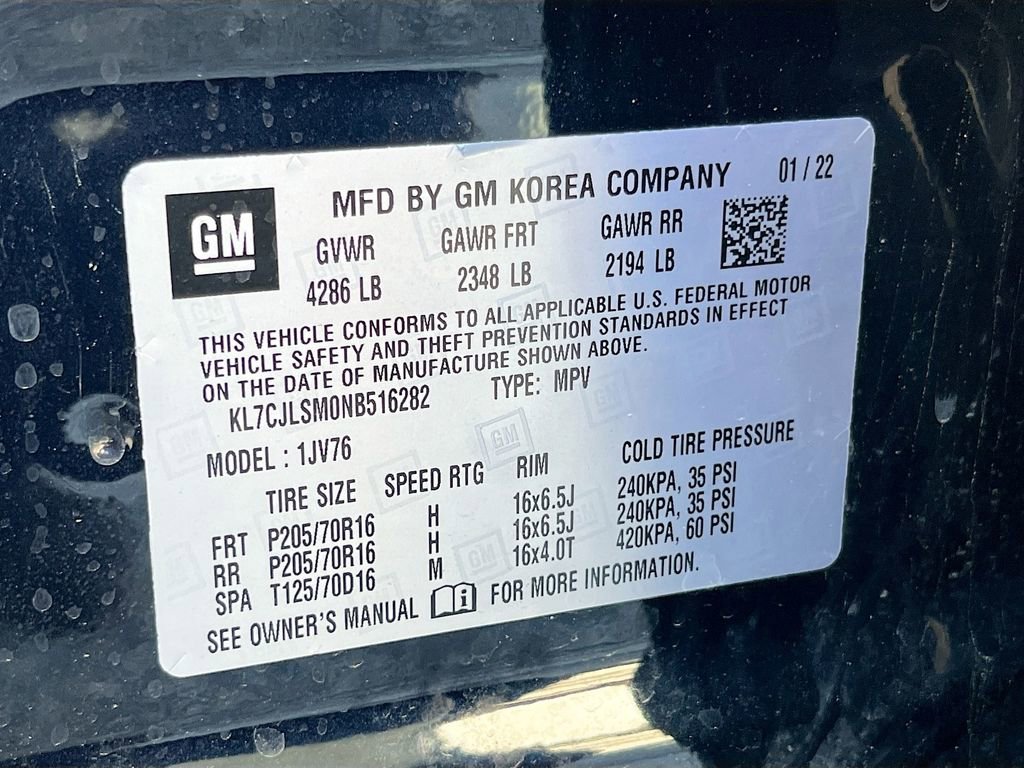 GM
MFD BY GM KOREA COMPANY 01 / 22
GVWR GAWR FRT GAWR RR
4286 LB 2348 LB 2194 LB
THIS VEHICLE CONFORMS TO ALL APPLICABLE U.S. FEDERAL MOTOR
VEHICLE SAFETY AND THEFT PREVENTION STANDARDS IN EFFECT
ON THE DATE OF MANUFACTURE SHOWN ABOVE.
KL7CJLSM0NB516282 TYPE: MPV
MODEL : 1JV76
TIRE SIZE SPEED RTG RIM COLD TIRE PRESSURE
FRT P205/70R16 H 16x6.5J 240KPA, 35 PSI
RR P205/70R16 H 16x6.5J 240KPA, 35 PSI
SPA T125/70D16 M 16x4.0T 420KPA, 60 PSI
SEE OWNER'S MANUAL i FOR MORE INFORMATION.